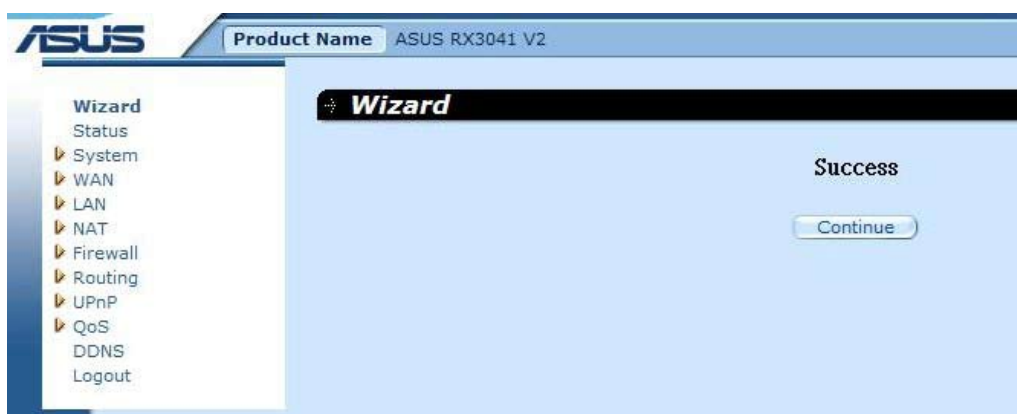 ASUS
Product Name ASUS RX3041 V2
Wizard
Status
System
WAN
LAN
NAT
Firewall
Routing
UPnP
QoS
DDNS
Logout
Wizard
Success
Continue